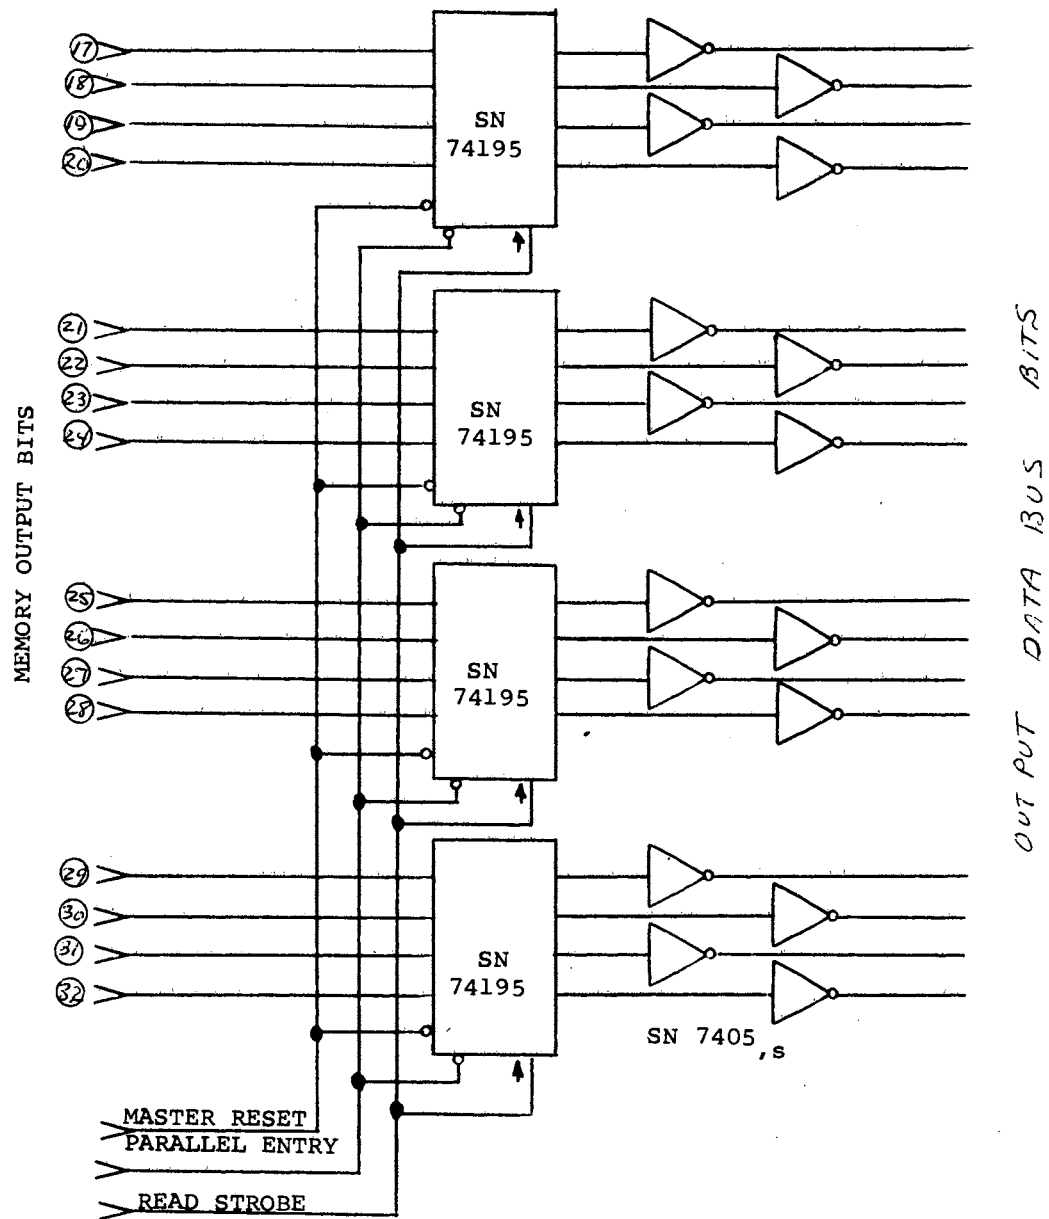 17
18
19
20
SN
74195
21
22
23
24
SN
74195
25
26
27
28
SN
74195
29
30
31
32
SN
74195
SN 7405,s
MEMORY OUTPUT BITS
OUTPUT DATA BUS BITS
MASTER RESET
PARALLEL ENTRY
READ STROBE